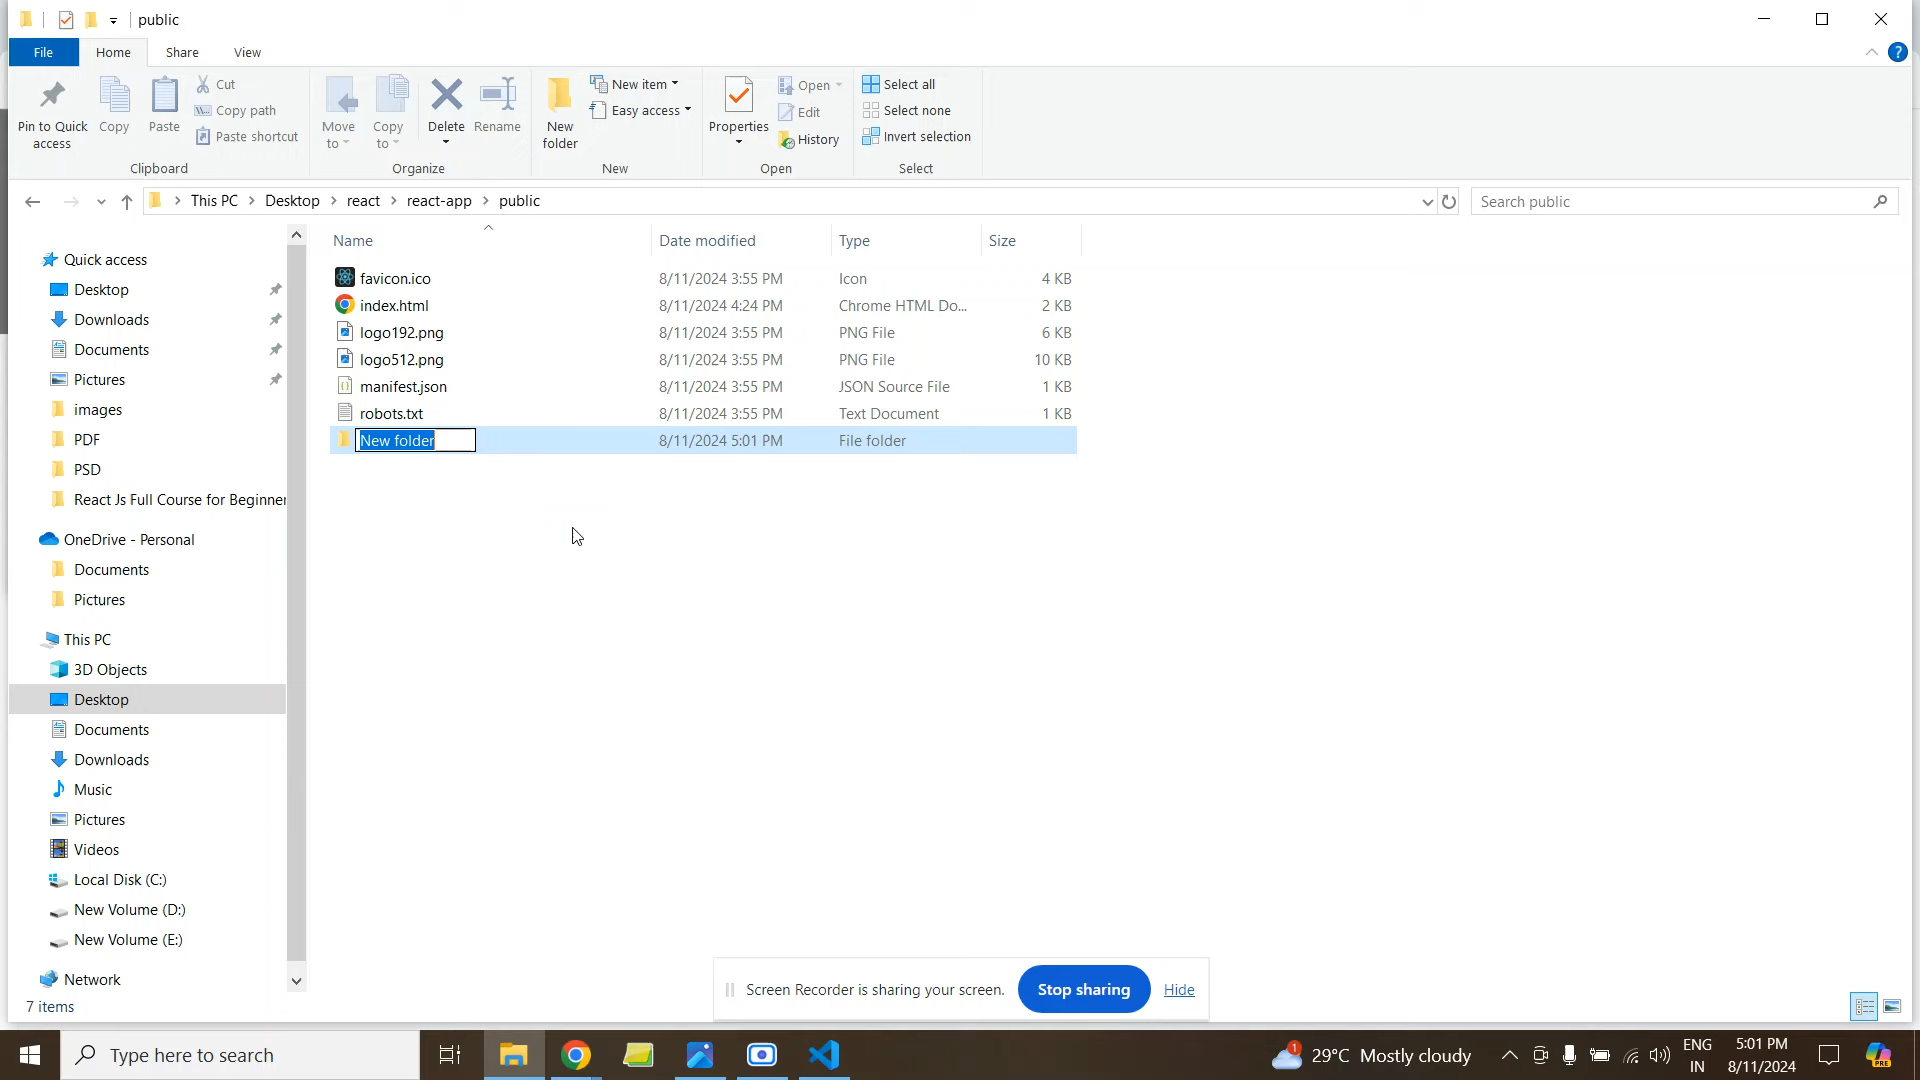 public
File Home Share View
Pin to Quick access
Copy
Paste
Cut
Copy path
Paste shortcut
Clipboard
Move to
Copy to
Delete
Rename
Organize
New folder
New item
Easy access
New
Properties
Open
Edit
History
Open
Select all
Select none
Invert selection
Select
This PC > Desktop > react > react-app > public
Search public
Quick access
Desktop
Downloads
Documents
Pictures
images
PDF
PSD
React Js Full Course for Beginner
OneDrive - Personal
Documents
Pictures
This PC
3D Objects
Desktop
Documents
Downloads
Music
Pictures
Videos
Local Disk (C:)
New Volume (D:)
New Volume (E:)
Network
Name Date modified Type Size
favicon.ico 8/11/2024 3:55 PM Icon 4 KB
index.html 8/11/2024 4:24 PM Chrome HTML Do... 2 KB
logo192.png 8/11/2024 3:55 PM PNG File 6 KB
logo512.png 8/11/2024 3:55 PM PNG File 10 KB
manifest.json 8/11/2024 3:55 PM JSON Source File 1 KB
robots.txt 8/11/2024 3:55 PM Text Document 1 KB
New folder 8/11/2024 5:01 PM File folder
Screen Recorder is sharing your screen. Stop sharing Hide
7 items
Type here to search
1
29°C Mostly cloudy
ENG
IN
5:01 PM
8/11/2024
PRE